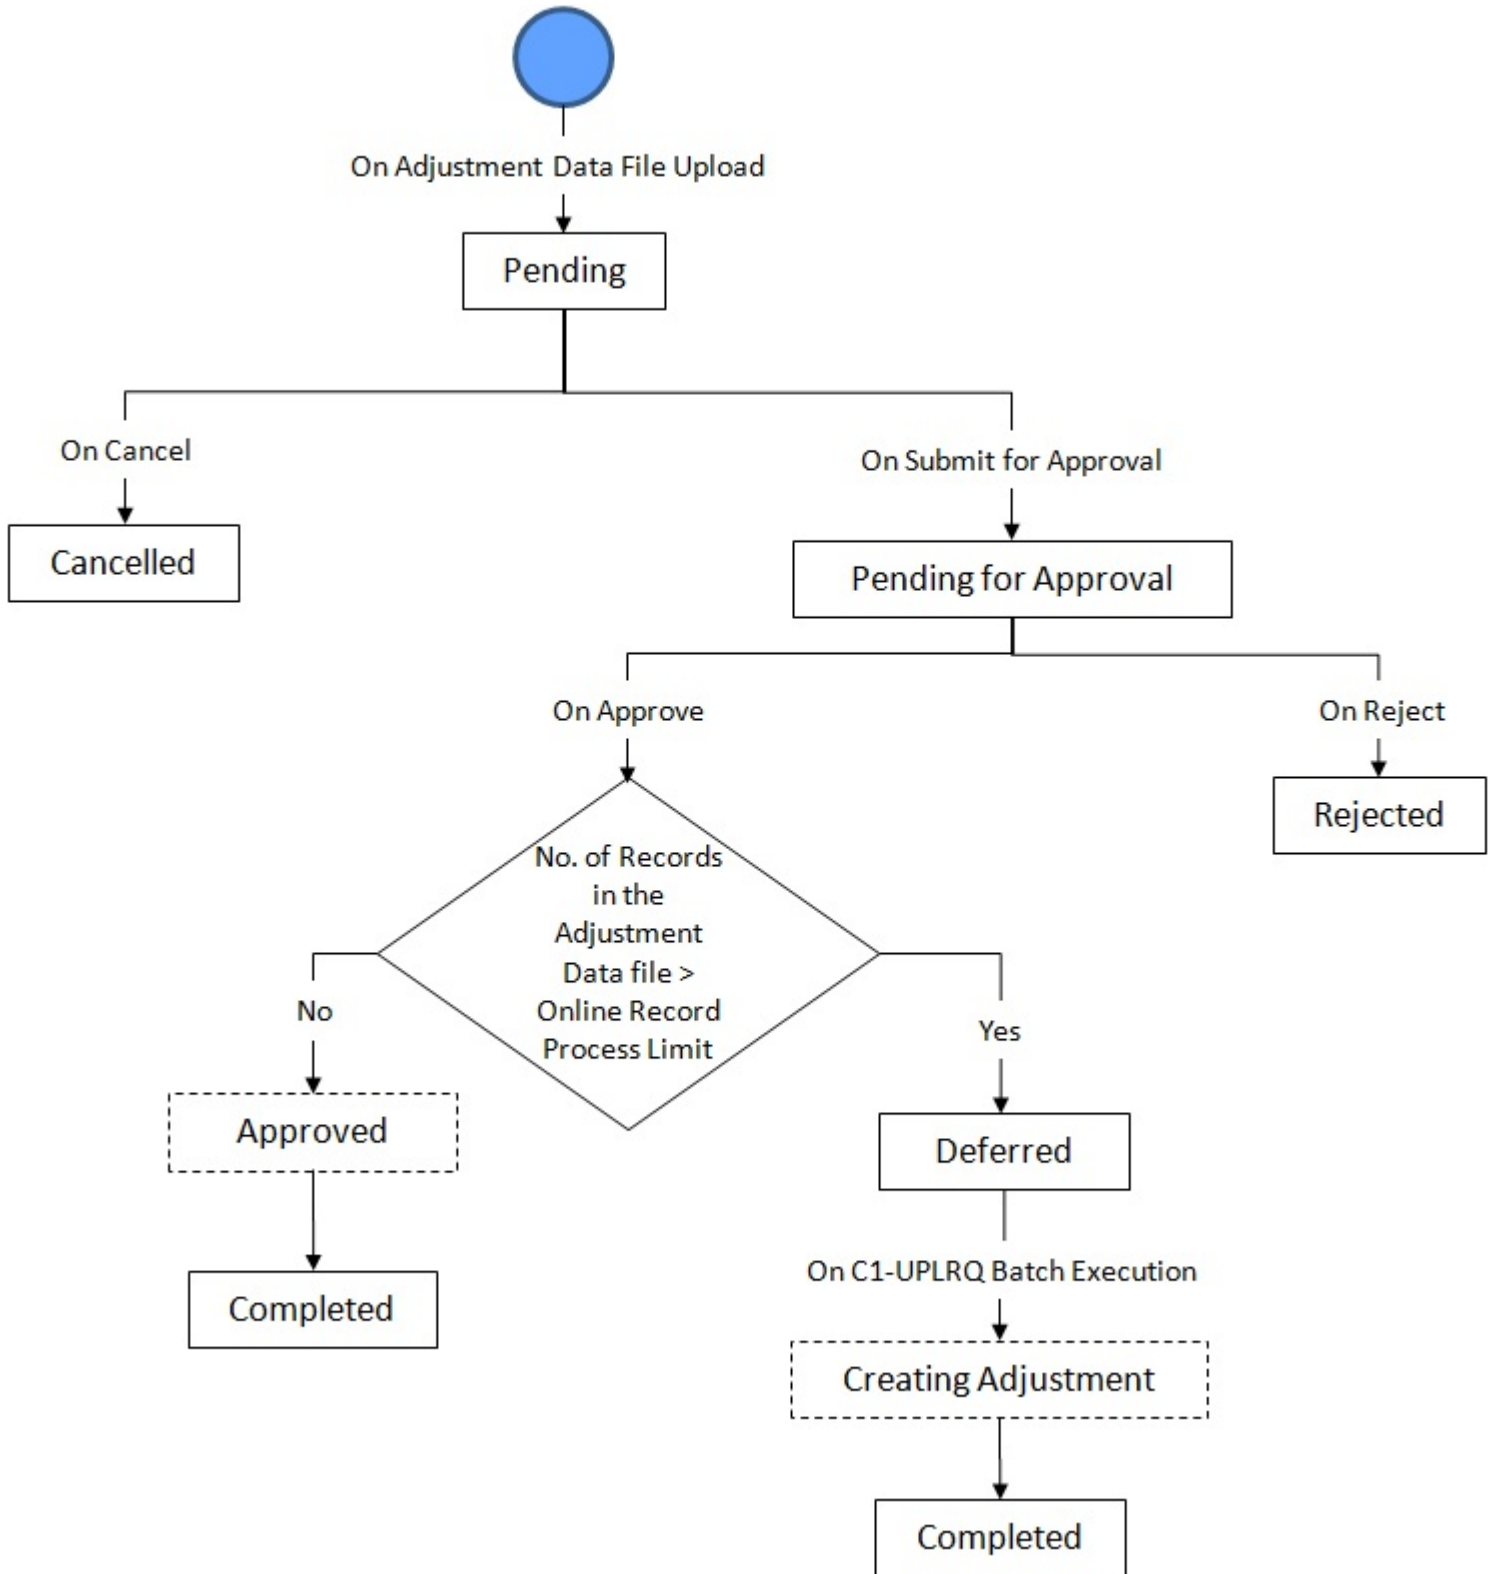 On Adjustment Data File Upload
Pending
On Cancel
On Submit for Approval
Cancelled
Pending for Approval
On Approve
On Reject
Rejected
No. of Records
in the
Adjustment
Data file >
Online Record
Process Limit
No
Yes
Approved
Deferred
On C1-UPLRQ Batch Execution
Completed
Creating Adjustment
Completed